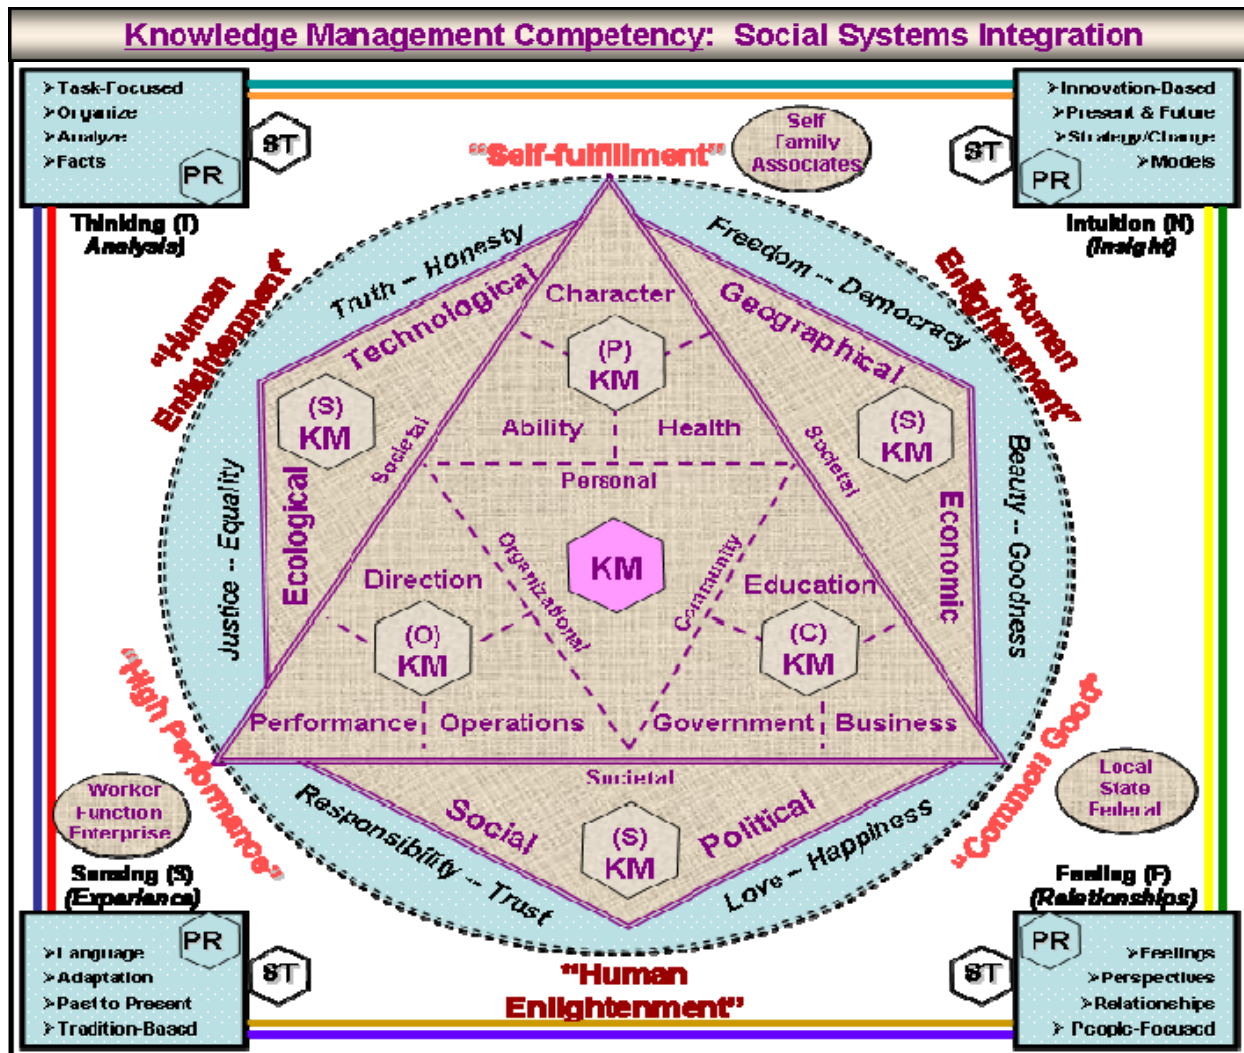 Knowledge Management Competency: Social Systems Integration
➢Task-Focused
➢Organize
➢Analyze
➢Facts
PR
ST
Thinking (T)
Analysis)
➢Innovation-Based
➢Present & Future
➢Strategy/Change
➢Models
PR
ST
Intuition (N)
(Insight)
Self
Family
Associates
"Self-fulfillment"
"Human
Enlightenment"
"Human
Enlightenment"
Truth -- Honesty
Freedom -- Democracy
Technological
Geographical
Character
(P)
KM
Ability
Health
Personal
(S)
KM
Societal
(S)
KM
Societal
Ecological
Economic
Justice -- Equality
Beauty -- Goodness
KM
Organizational
Community
Direction
(O)
KM
Performance
Operations
Education
(C)
KM
Government
Business
Societal
Social
(S)
KM
Political
Responsibility -- Trust
Love -- Happiness
"High Performance"
"Common Good"
Worker
Function
Enterprise
Local
State
Federal
Sensing (S)
(Experience)
PR
➢Language
➢Adaptation
➢Past to Present
➢Tradition-Based
ST
"Human
Enlightenment"
Feeling (F)
(Relationships)
PR
➢Feelings
➢Perspectives
➢Relationships
➢People-Focused
ST